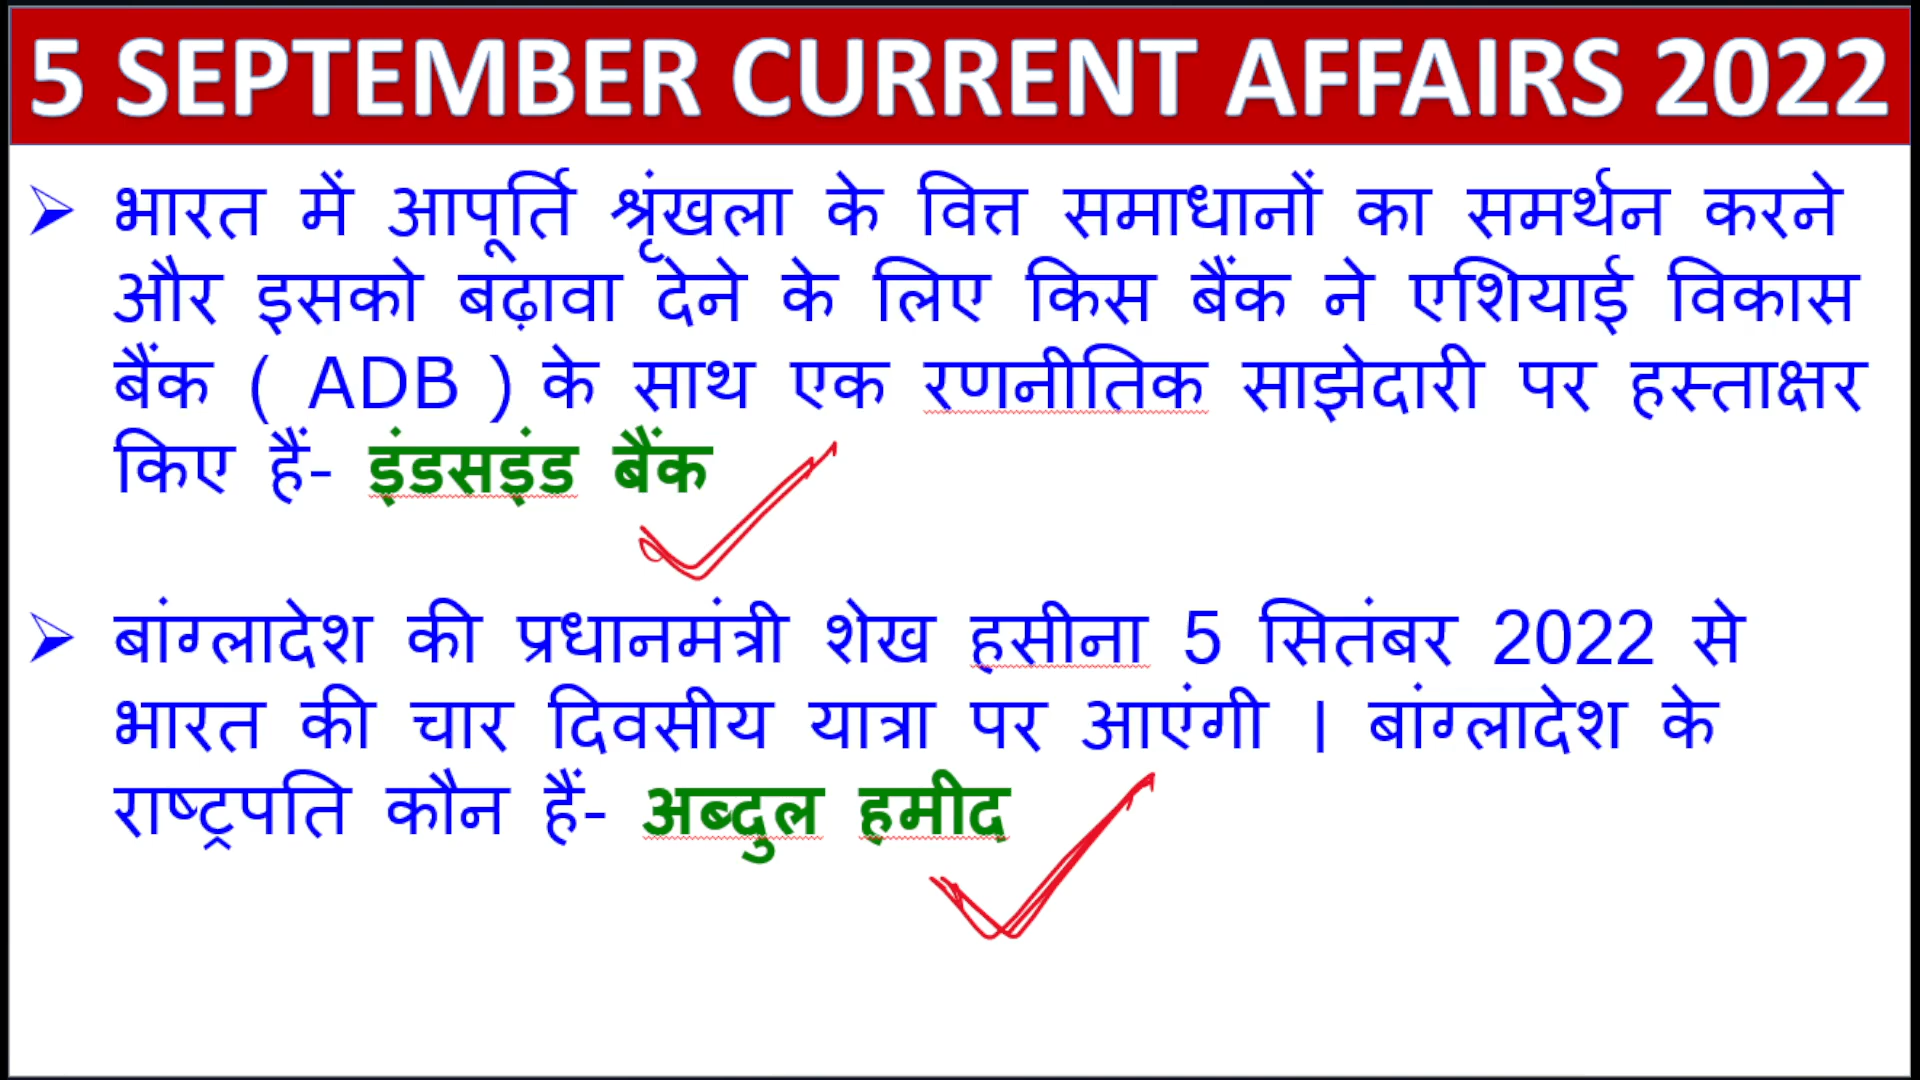 5 SEPTEMBER CURRENT AFFAIRS 2022
➢ भारत में आपूर्ति श्रृंखला के वित्त समाधानों का समर्थन करने
और इसको बढ़ावा देने के लिए किस बैंक ने एशियाई विकास
बैंक ( ADB ) के साथ एक रणनीतिक साझेदारी पर हस्ताक्षर
किए हैं- इंडसइंड बैंक
➢ बांग्लादेश की प्रधानमंत्री शेख हसीना 5 सितंबर 2022 से
भारत की चार दिवसीय यात्रा पर आएंगी । बांग्लादेश के
राष्ट्रपति कौन हैं- अब्दुल हमीद